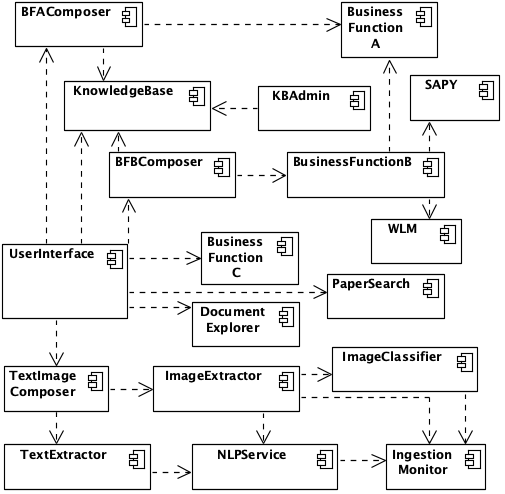 BFAComposer
Business
Function
A
KnowledgeBase
KBAdmin
SAPY
BFBComposer
BusinessFunctionB
WLM
UserInterface
Business
Function
C
PaperSearch
Document
Explorer
TextImage
Composer
ImageExtractor
ImageClassifier
TextExtractor
NLPService
Ingestion
Monitor